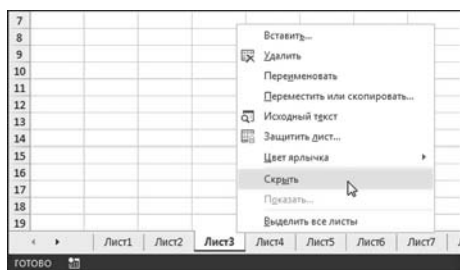 7
8
Вставить...
9
Удалить
10
Переименовать
11
Переместить или скопировать...
12
Исходный текст
13
14
Защитить лист...
15
Цвет ярлычка
16
Скрыть
17
Показать...
18
19
Выделить все листы
Лист1 Лист2 Лист3 Лист4 Лист5 Лист6 Лист7
ГОТОВО